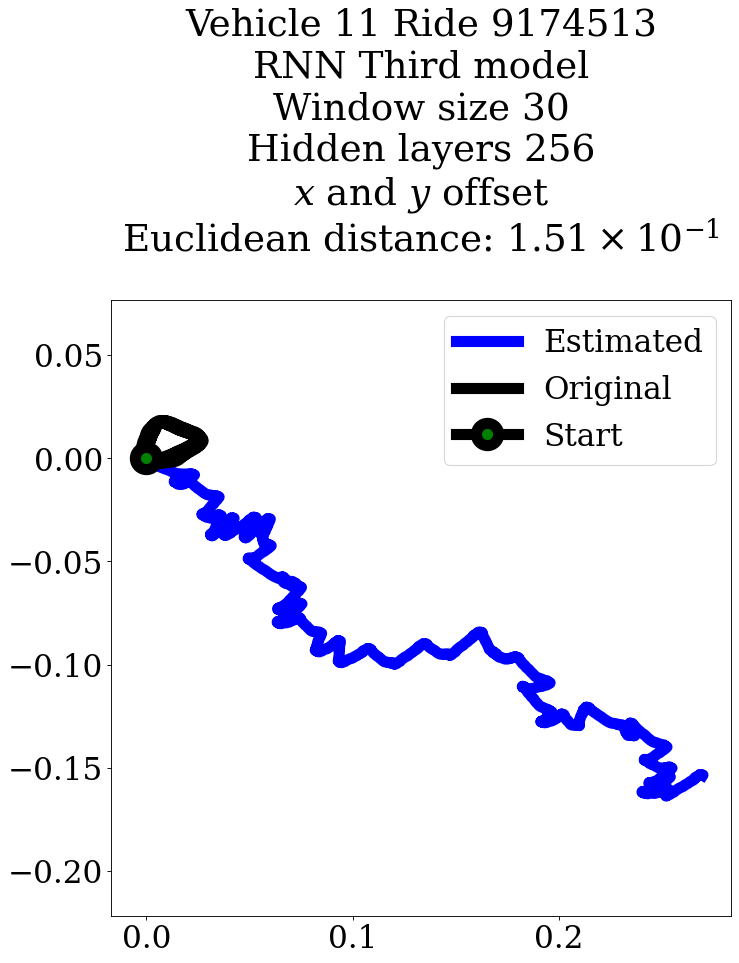 Vehicle 11 Ride 9174513
RNN Third model
Window size 30
Hidden layers 256
x and y offset
Euclidean distance: 1.51 × 10⁻¹
Estimated
Original
Start
0.05
0.00
−0.05
−0.10
−0.15
−0.20
0.0 0.1 0.2